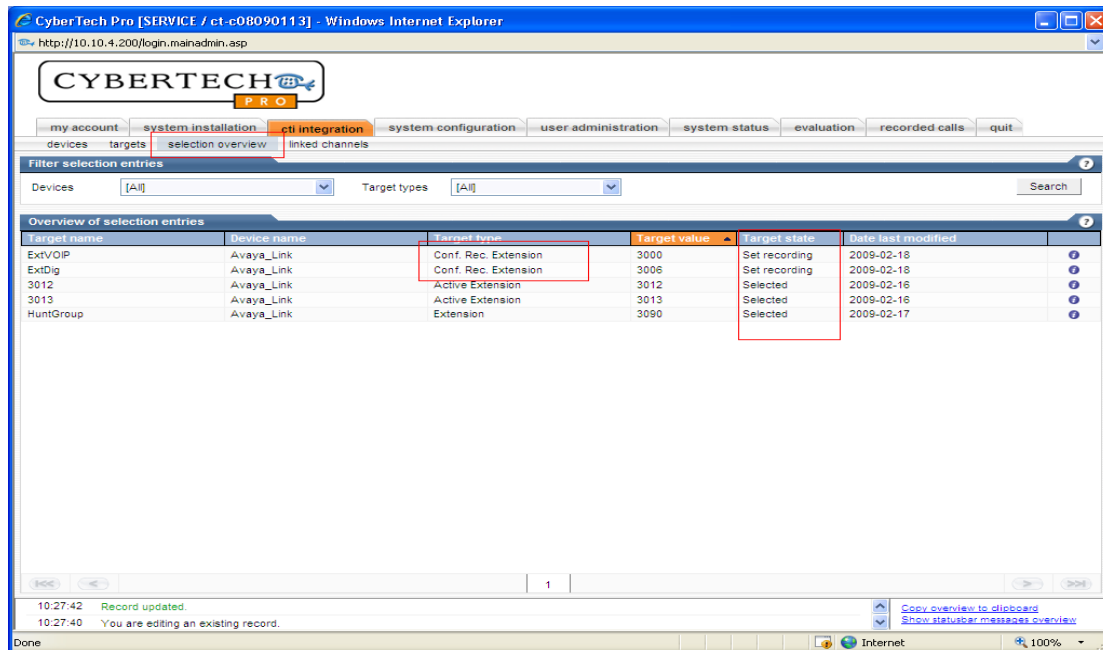 CyberTech Pro [SERVICE / ct-c08090113] - Windows Internet Explorer
http://10.10.4.200/login.mainadmin.asp
CYBERTECH
PRO
my account system installation cti integration system configuration user administration system status evaluation recorded calls quit
devices targets selection overview linked channels
Filter selection entries ?
Devices [All] Target types [All] Search
Overview of selection entries ?
Target name Device name Target type Target value Target state Date last modified
ExtVOIP Avaya_Link Conf. Rec. Extension 3000 Set recording 2009-02-18
ExtDig Avaya_Link Conf. Rec. Extension 3006 Set recording 2009-02-18
3012 Avaya_Link Active Extension 3012 Selected 2009-02-16
3013 Avaya_Link Active Extension 3013 Selected 2009-02-16
HuntGroup Avaya_Link Extension 3090 Selected 2009-02-17
1
10:27:42 Record updated.
10:27:40 You are editing an existing record.
Copy overview to clipboard
Show statusbar messages overview
Done Internet 100%